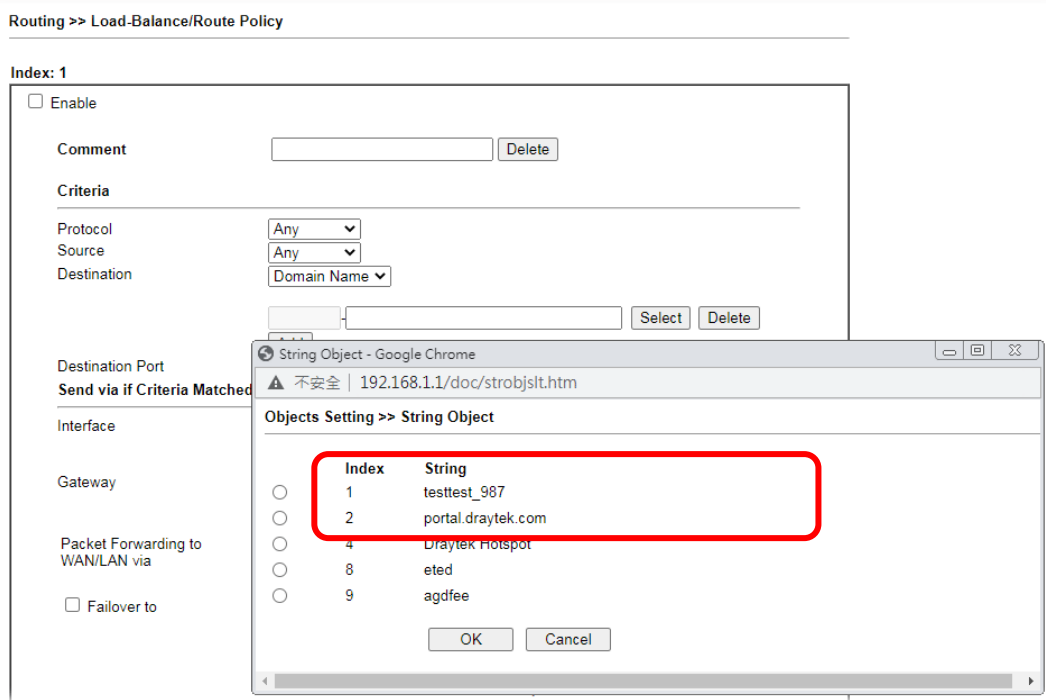 Routing >> Load-Balance/Route Policy
Index: 1
Enable
Comment Delete
Criteria
Protocol Any
Source Any
Destination Domain Name
- Select Delete
Destination Port
Send via if Criteria Matched
Interface
Gateway
Packet Forwarding to
WAN/LAN via
Failover to
String Object - Google Chrome
不安全 | 192.168.1.1/doc/strobjslt.htm
Objects Setting >> String Object
Index String
1 testtest_987
2 portal.draytek.com
4 Draytek Hotspot
8 eted
9 agdfee
OK Cancel